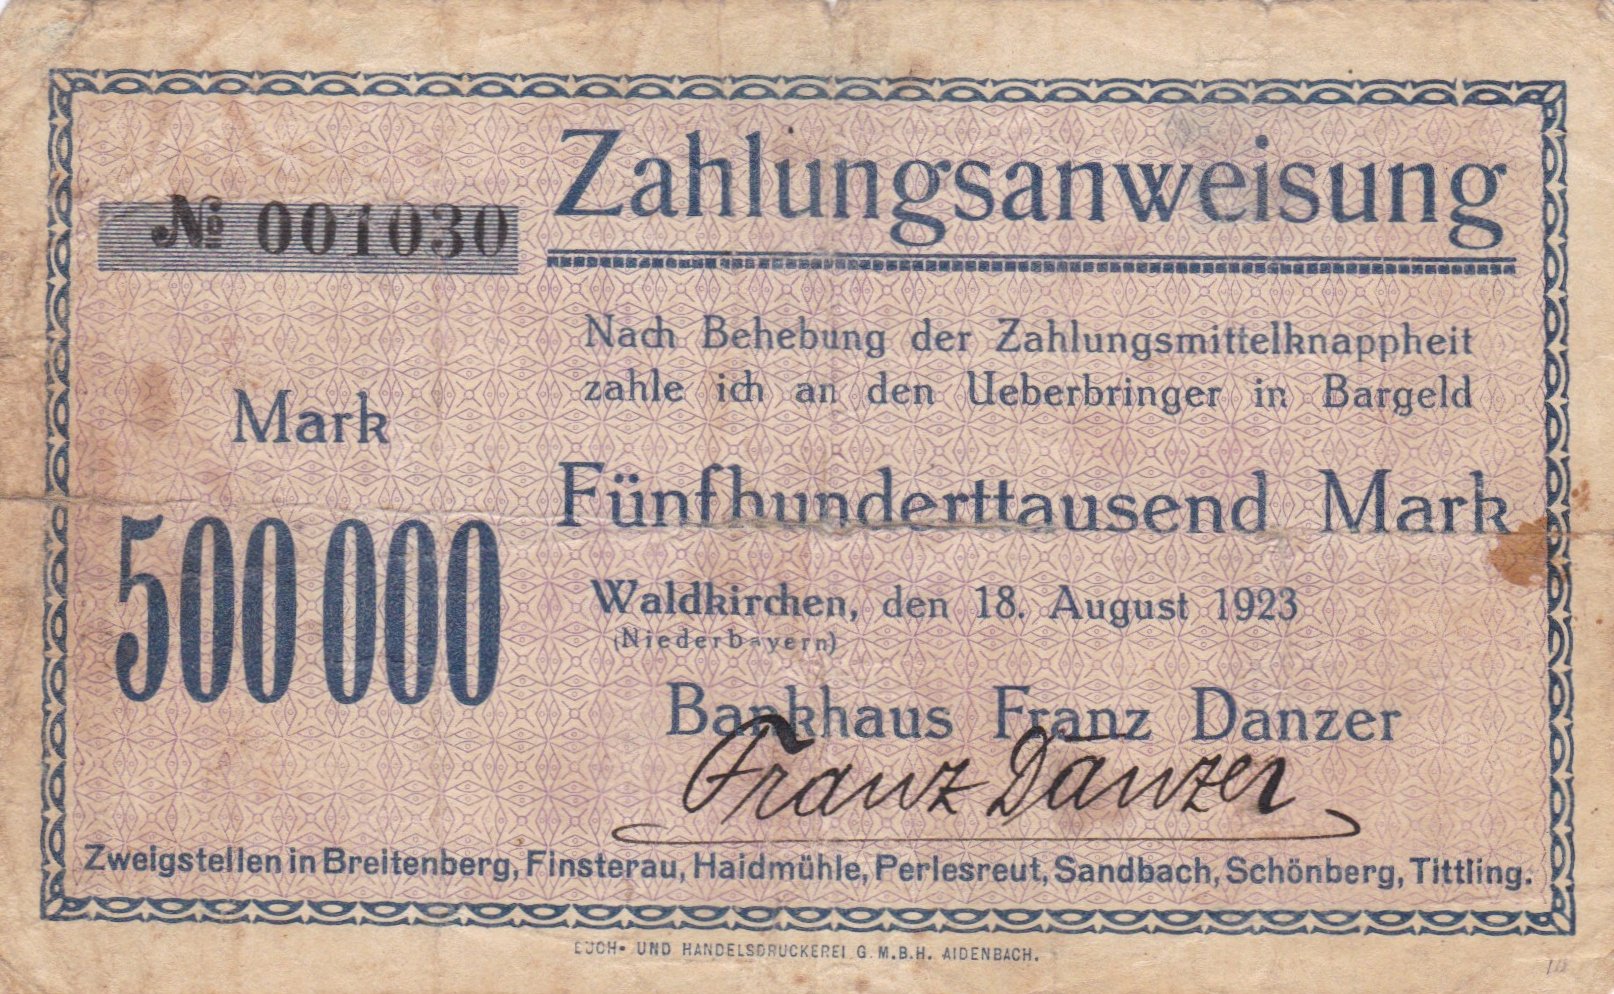 Zahlungsanweisung
№ 001030
Nach Behebung der Zahlungsmittelknappheit
zahle ich an den Ueberbringer in Bargeld
Mark
500 000
Fünfhunderttausend Mark
Waldkirchen, den 18. August 1923
(Niederbayern)
Bankhaus Franz Danzer
Franz Danzer
Zweigstellen in Breitenberg, Finsterau, Haidmühle, Perlesreut, Sandbach, Schönberg, Tittling.
BUCH- UND HANDELSDRUCKEREI G.M.B.H. AIDENBACH.